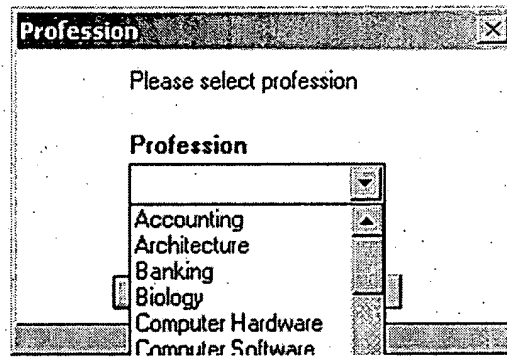 Profession
Please select profession
Profession
Accounting
Architecture
Banking
Biology
Computer Hardware
Computer Software